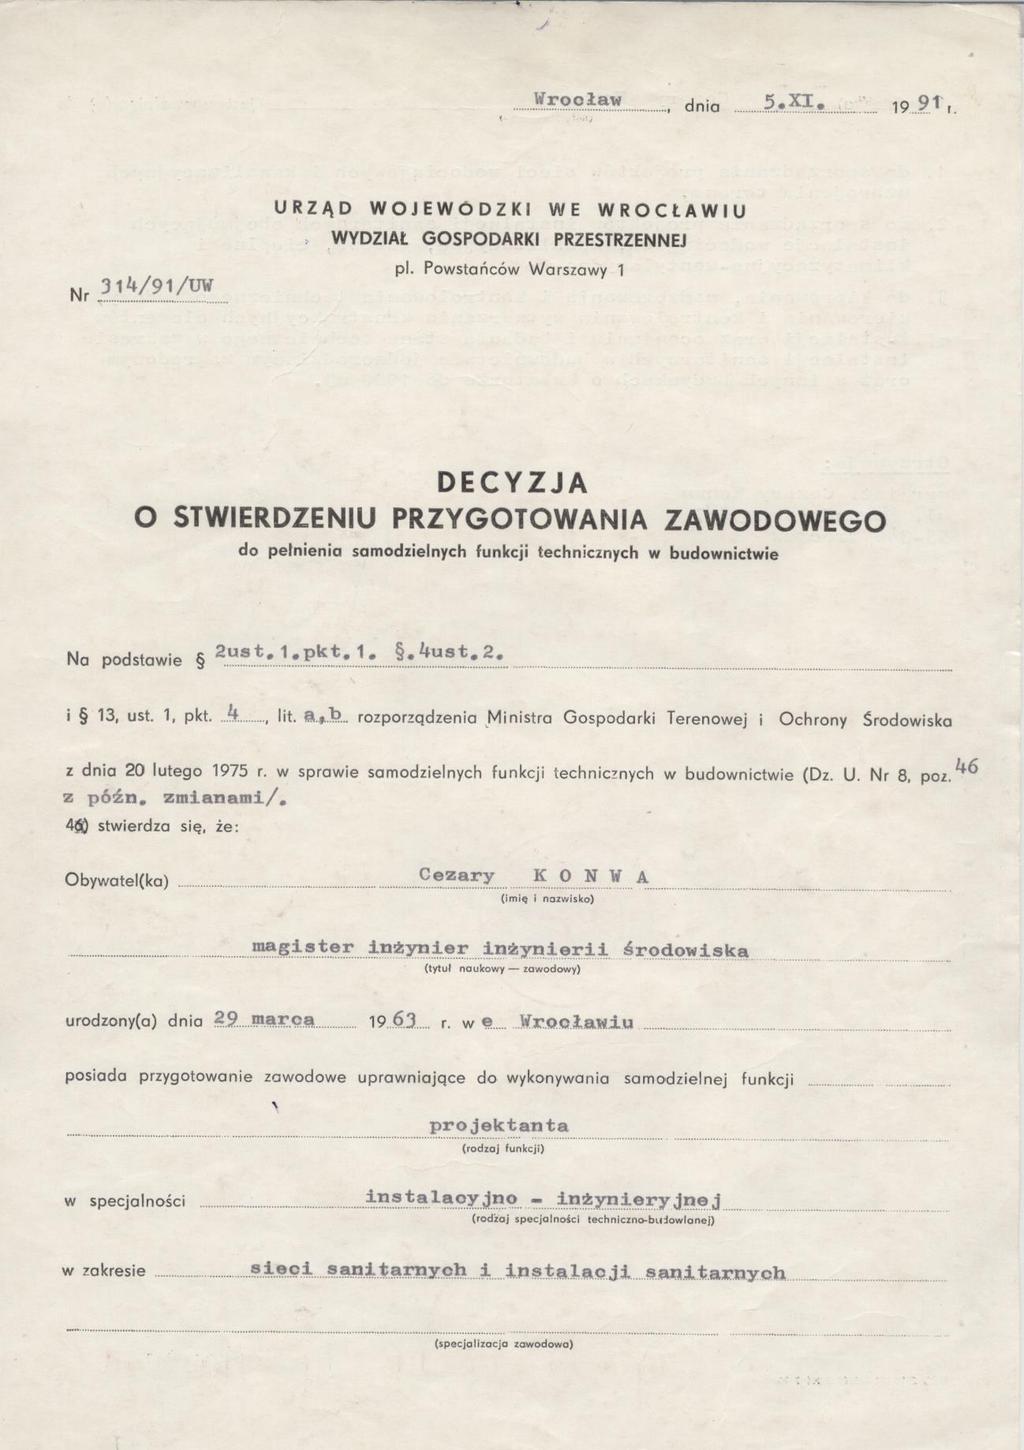 Wrocław, dnia 5.XI. 1991 r.
URZĄD WOJEWÓDZKI WE WROCŁAWIU
WYDZIAŁ GOSPODARKI PRZESTRZENNEJ
pl. Powstańców Warszawy 1
Nr 314/91/UW
DECYZJA
O STWIERDZENIU PRZYGOTOWANIA ZAWODOWEGO
do pełnienia samodzielnych funkcji technicznych w budownictwie
Na podstawie § 2ust.1.pkt.1. §.4ust.2.
i § 13, ust. 1, pkt. 4, lit. a,b rozporządzenia Ministra Gospodarki Terenowej i Ochrony Środowiska
z dnia 20 lutego 1975 r. w sprawie samodzielnych funkcji technicznych w budownictwie (Dz. U. Nr 8, poz. 46
z późn. zmianami/.
46) stwierdza się, że:
Obywatel(ka) Cezary K O N W A
(imię i nazwisko)
magister inżynier inżynierii środowiska
(tytuł naukowy — zawodowy)
urodzony(a) dnia 29 marca 1963 r. w e Wrocławiu
posiada przygotowanie zawodowe uprawniające do wykonywania samodzielnej funkcji
projektanta
(rodzaj funkcji)
w specjalności instalacyjno - inżynieryjnej
(rodzaj specjalności techniczno-budowlanej)
w zakresie sieci sanitarnych i instalacji sanitarnych
(specjalizacja zawodowa)